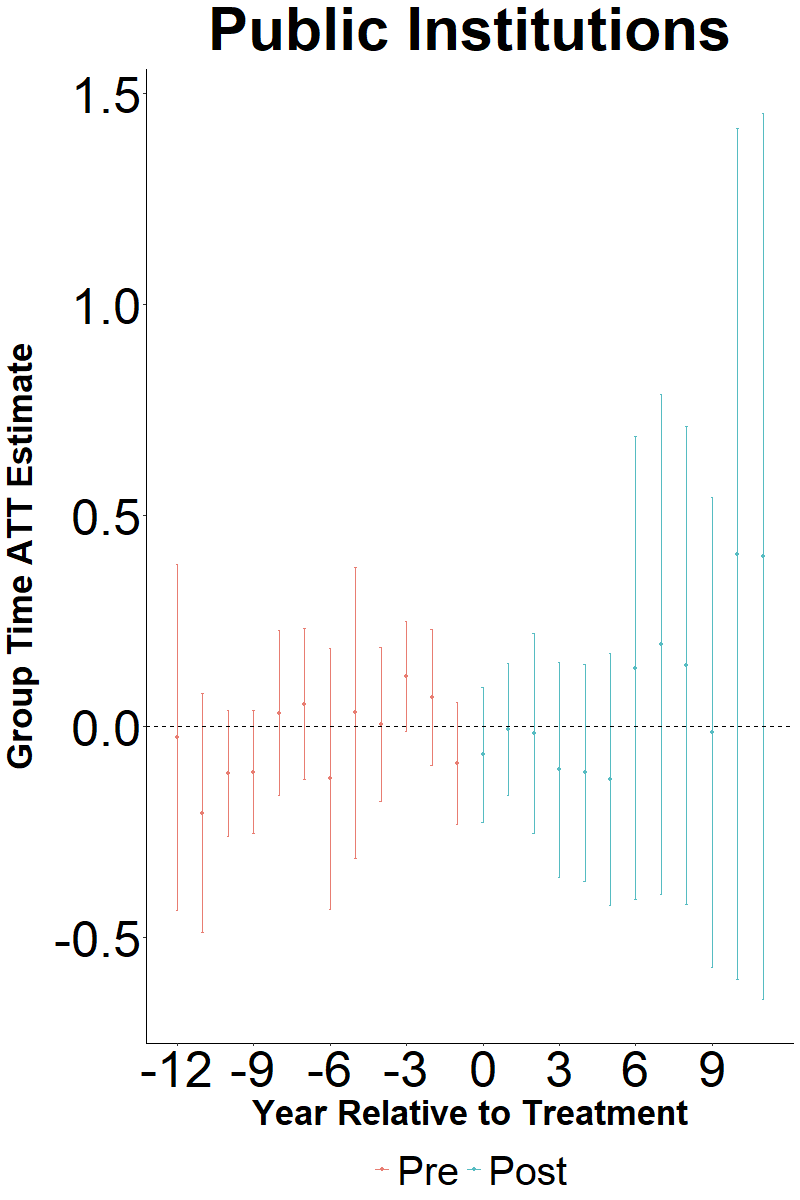 Public Institutions
Group Time ATT Estimate
1.5
1.0
0.5
0.0
-0.5
-12 -9 -6 -3 0 3 6 9
Year Relative to Treatment
Pre Post